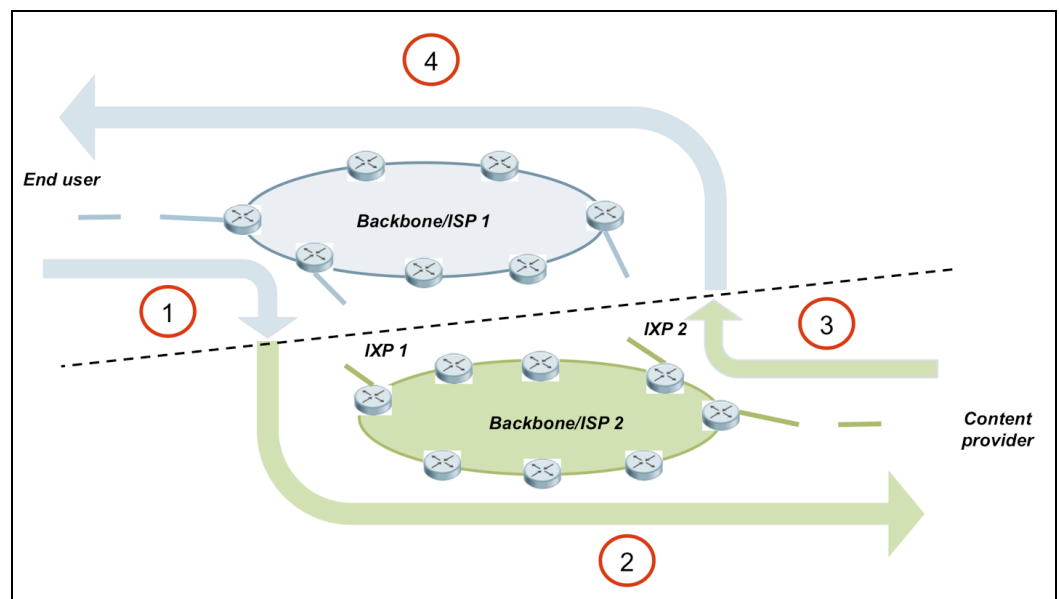 4
End user
Backbone/ISP 1
1
IXP 1
IXP 2
3
Backbone/ISP 2
Content
provider
2